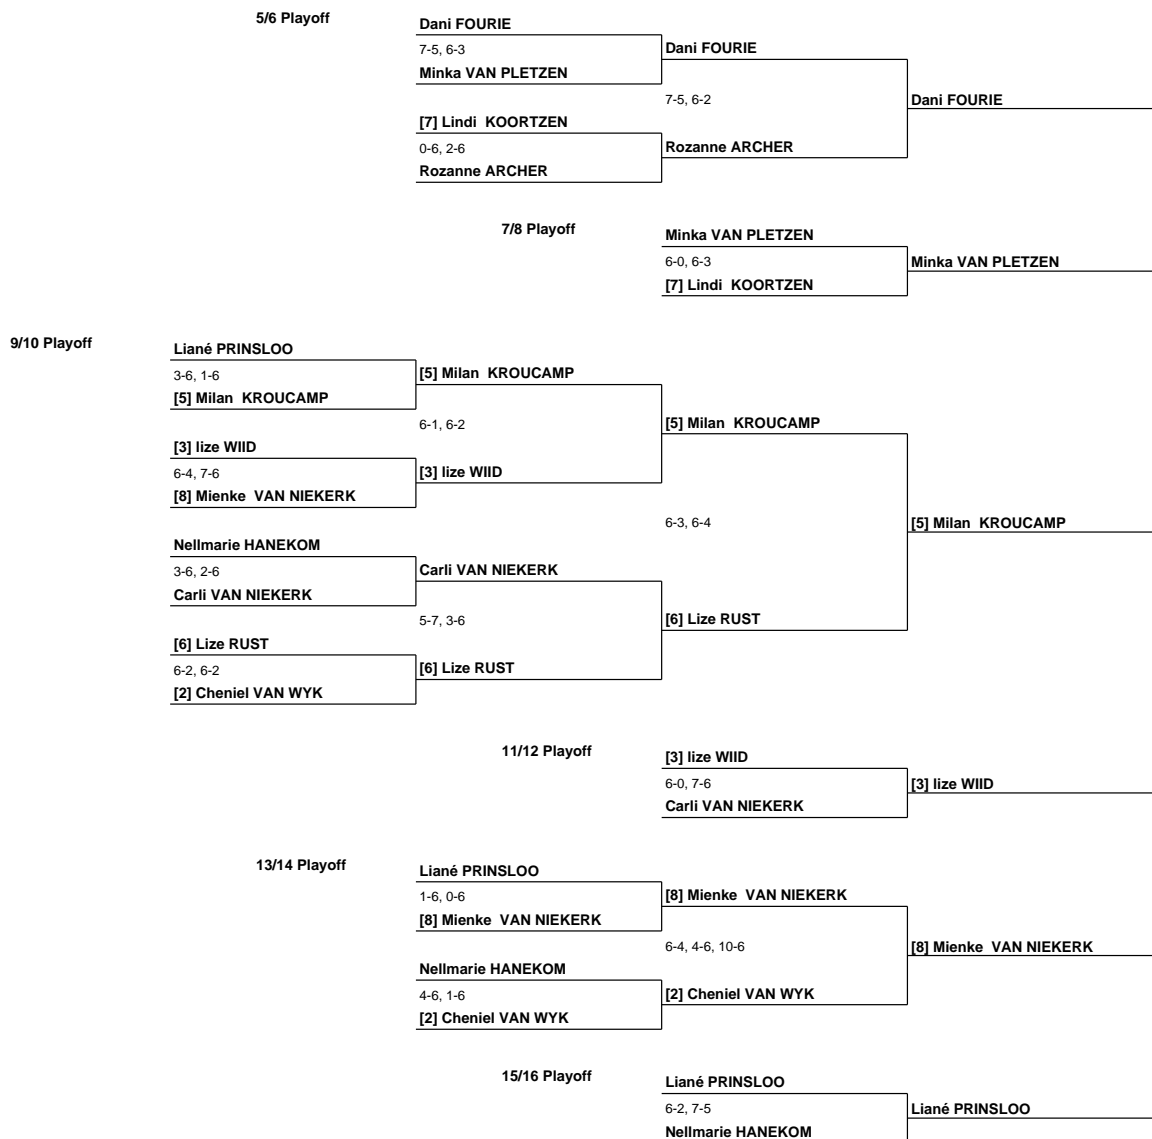 5/6 Playoff
Dani FOURIE
7-5, 6-3
Dani FOURIE
Minka VAN PLETZEN
7-5, 6-2
Dani FOURIE
[7] Lindi  KOORTZEN
0-6, 2-6
Rozanne ARCHER
Rozanne ARCHER
7/8 Playoff
Minka VAN PLETZEN
6-0, 6-3
Minka VAN PLETZEN
[7] Lindi  KOORTZEN
9/10 Playoff
Liané PRINSLOO
3-6, 1-6
[5] Milan  KROUCAMP
[5] Milan  KROUCAMP
6-1, 6-2
[5] Milan  KROUCAMP
[3] lize WIID
6-4, 7-6
[3] lize WIID
[8] Mienke  VAN NIEKERK
6-3, 6-4
[5] Milan  KROUCAMP
Nellmarie HANEKOM
3-6, 2-6
Carli VAN NIEKERK
Carli VAN NIEKERK
5-7, 3-6
[6] Lize RUST
[6] Lize RUST
6-2, 6-2
[6] Lize RUST
[2] Cheniel VAN WYK
11/12 Playoff
[3] lize WIID
6-0, 7-6
[3] lize WIID
Carli VAN NIEKERK
13/14 Playoff
Liané PRINSLOO
1-6, 0-6
[8] Mienke  VAN NIEKERK
[8] Mienke  VAN NIEKERK
6-4, 4-6, 10-6
[8] Mienke  VAN NIEKERK
Nellmarie HANEKOM
4-6, 1-6
[2] Cheniel VAN WYK
[2] Cheniel VAN WYK
15/16 Playoff
Liané PRINSLOO
6-2, 7-5
Liané PRINSLOO
Nellmarie HANEKOM